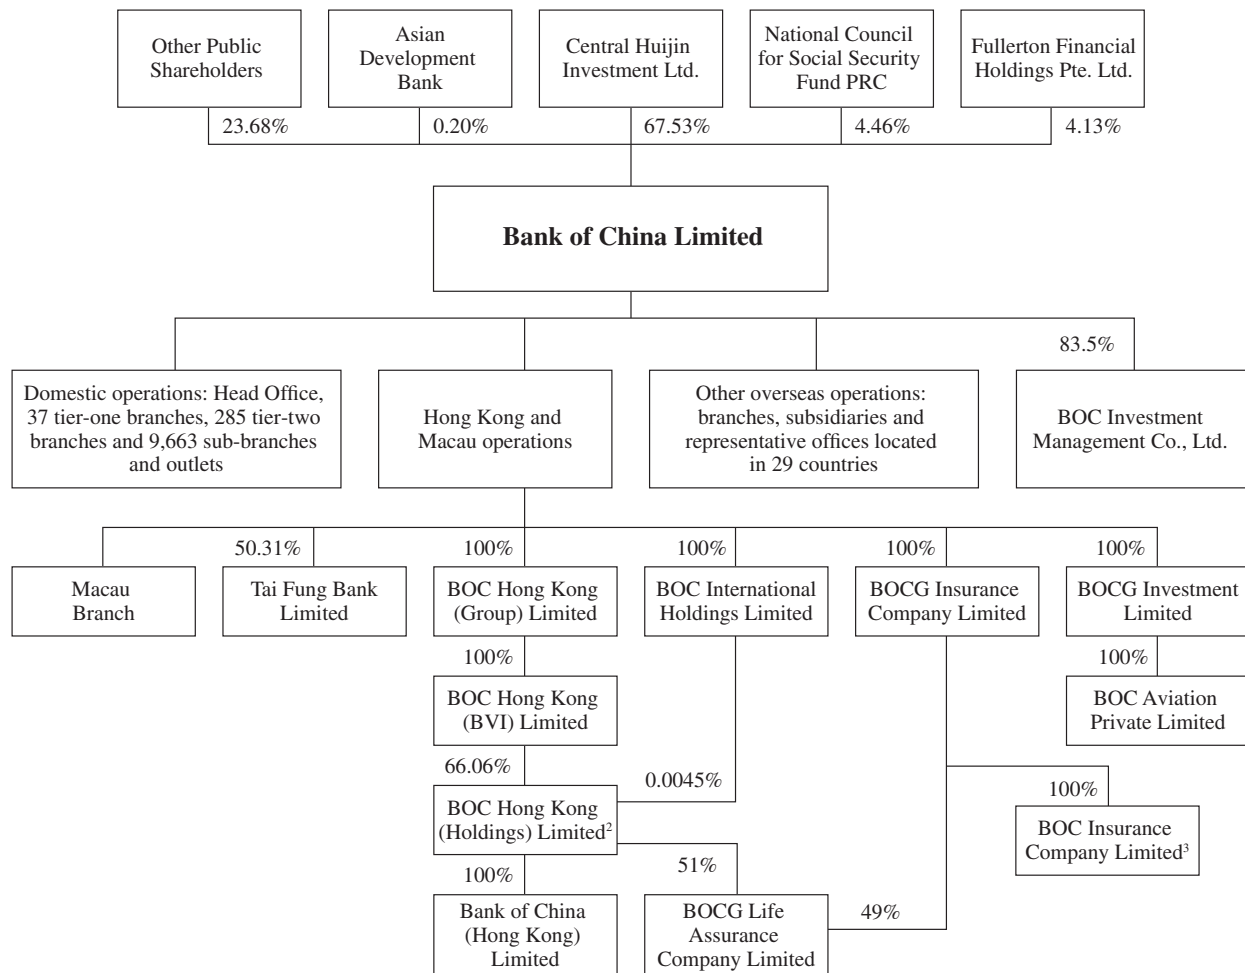 Other Public
Shareholders
Asian
Development
Bank
Central Huijin
Investment Ltd.
National Council
for Social Security
Fund PRC
Fullerton Financial
Holdings Pte. Ltd.
23.68%
0.20%
67.53%
4.46%
4.13%
Bank of China Limited
83.5%
Domestic operations: Head Office,
37 tier-one branches, 285 tier-two
branches and 9,663 sub-branches
and outlets
Hong Kong and
Macau operations
Other overseas operations:
branches, subsidiaries and
representative offices located
in 29 countries
BOC Investment
Management Co., Ltd.
50.31%
100%
100%
100%
100%
Macau
Branch
Tai Fung Bank
Limited
BOC Hong Kong
(Group) Limited
BOC International
Holdings Limited
BOCG Insurance
Company Limited
BOCG Investment
Limited
100%
100%
BOC Hong Kong
(BVI) Limited
BOC Aviation
Private Limited
66.06%
0.0045%
100%
BOC Hong Kong
(Holdings) Limited²
BOC Insurance
Company Limited³
100%
51%
49%
Bank of China
(Hong Kong)
Limited
BOCG Life
Assurance
Company Limited